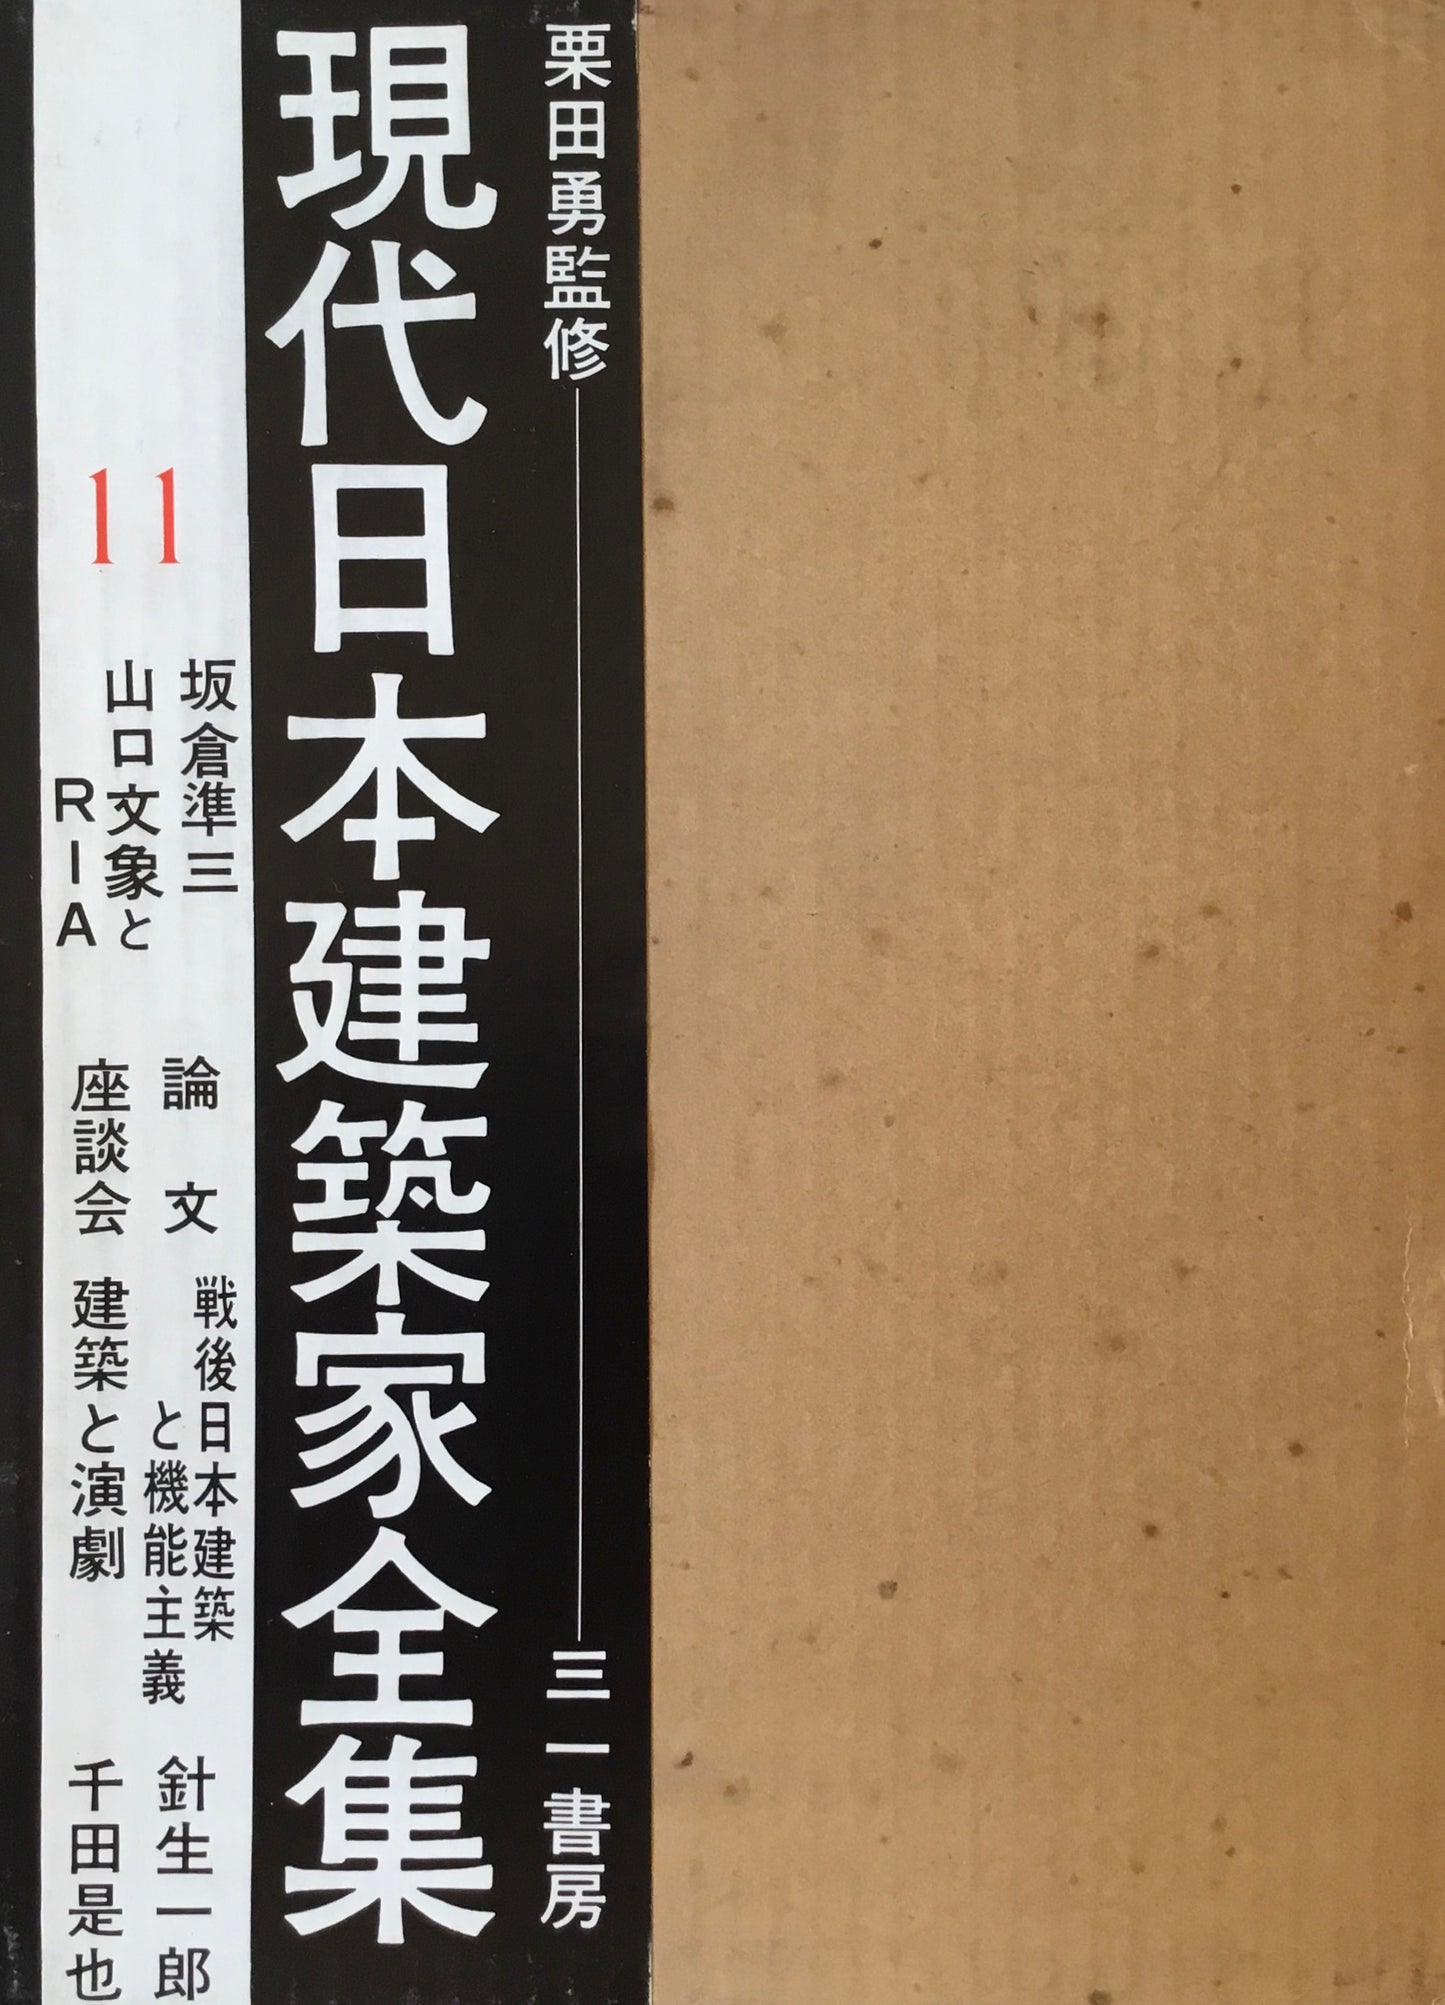 栗田勇監修
三一書房
現代日本建築家全集
11
坂倉準三
山口文象と
RIA
論文
戦後日本建築
と機能主義
針生一郎
座談会
建築と演劇
千田是也